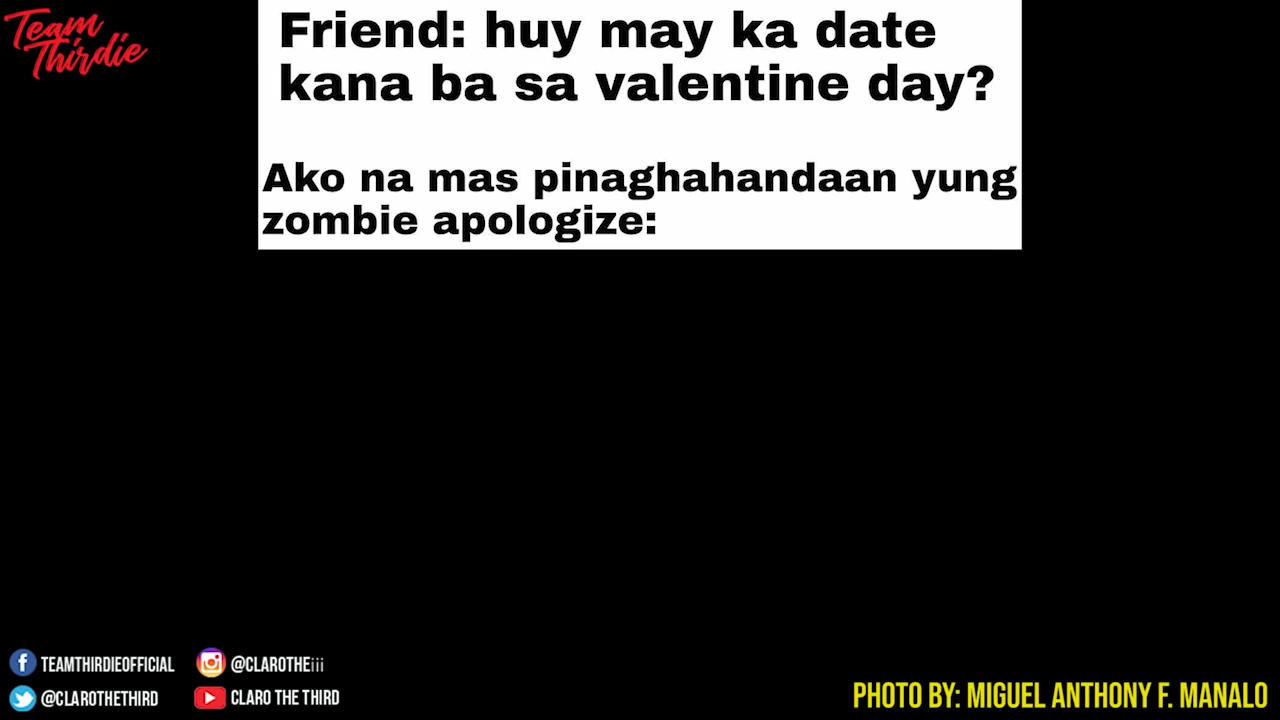 Team
Thirdie
Friend: huy may ka date
kana ba sa valentine day?
Ako na mas pinaghahandaan yung
zombie apologize:
TEAMTHIRDIEOFFICIAL
@CLAROTHEiii
@CLAROTHETHIRD
CLARO THE THIRD
PHOTO BY: MIGUEL ANTHONY F. MANALO